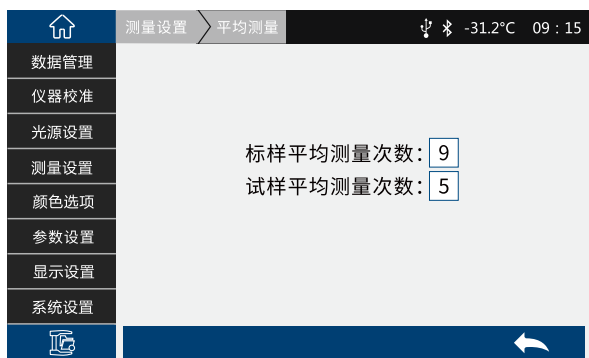 测量设置 平均测量 -31.2°C 09：15
数据管理
仪器校准
光源设置
测量设置
颜色选项
参数设置
显示设置
系统设置
标样平均测量次数： 9
试样平均测量次数： 5